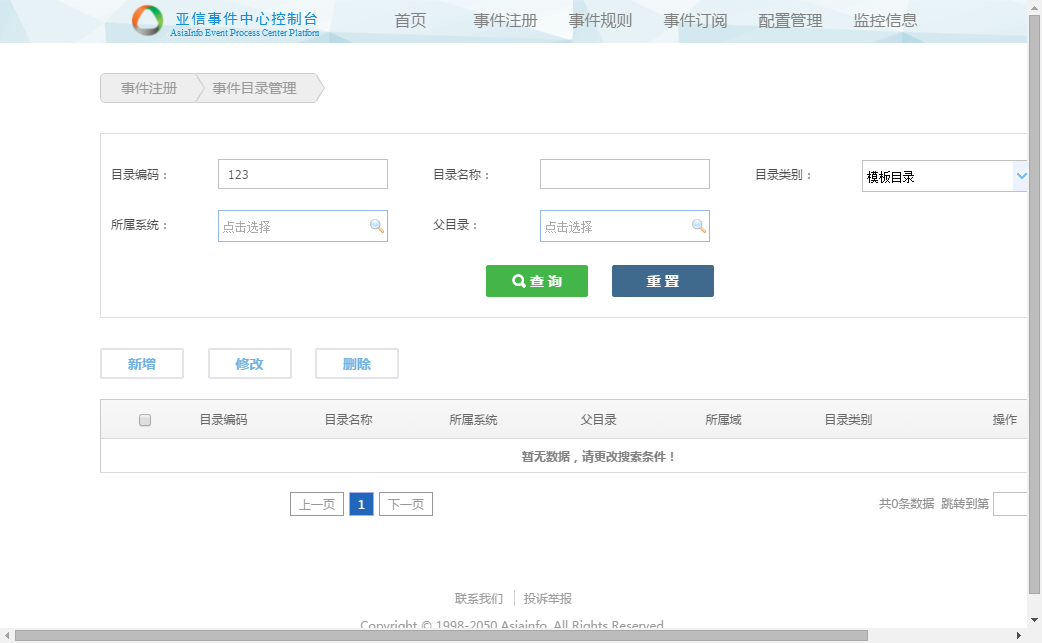 亚信事件中心控制台
AsiaInfo Event Process Center Platform
首页 事件注册 事件规则 事件订阅 配置管理 监控信息
事件注册 事件目录管理
目录编码： 123 目录名称： 目录类别： 模板目录
所属系统： 点击选择 父目录： 点击选择
查 询 重 置
新增 修改 删除
目录编码 目录名称 所属系统 父目录 所属域 目录类别 操作
暂无数据，请更改搜索条件！
上一页 1 下一页 共0条数据 跳转到第
联系我们 投诉举报
Copyright © 1998-2050 Asiainfo. All Rights Reserved